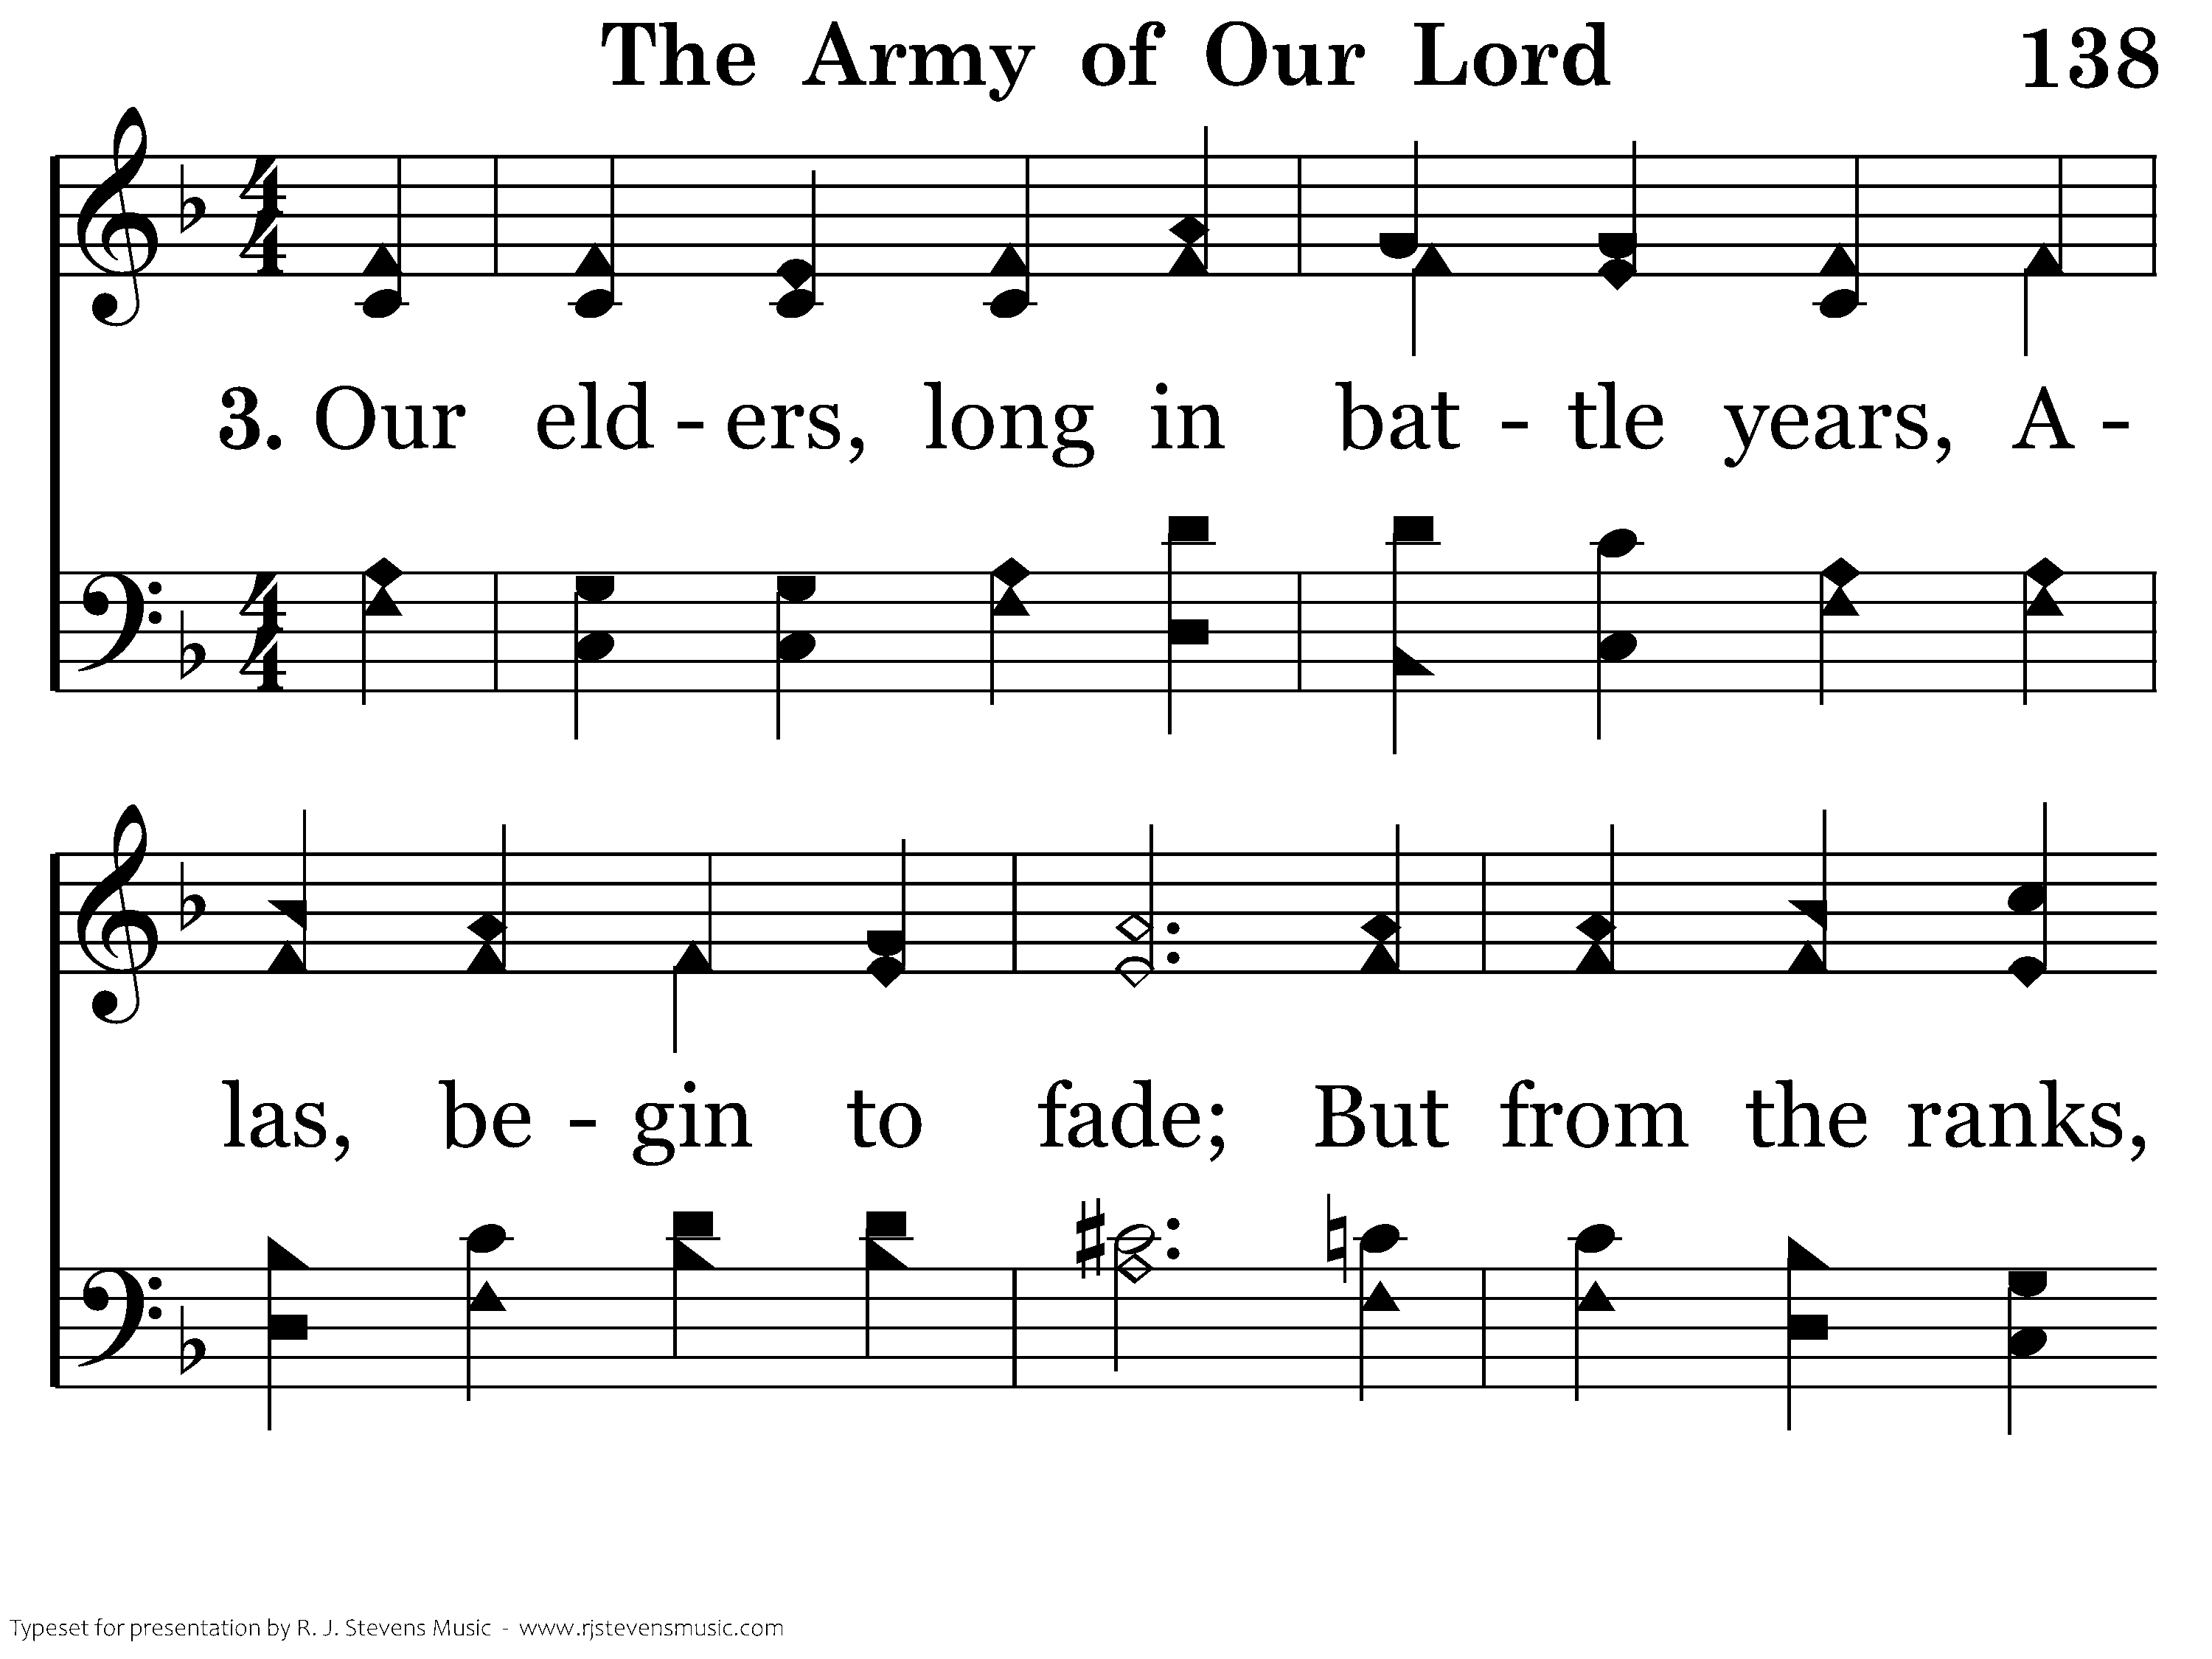 The Army of Our Lord 138
3. Our eld - ers, long in bat - tle years, A -
las, be - gin to fade; But from the ranks,
Typeset for presentation by R. J. Stevens Music - www.rjstevensmusic.com